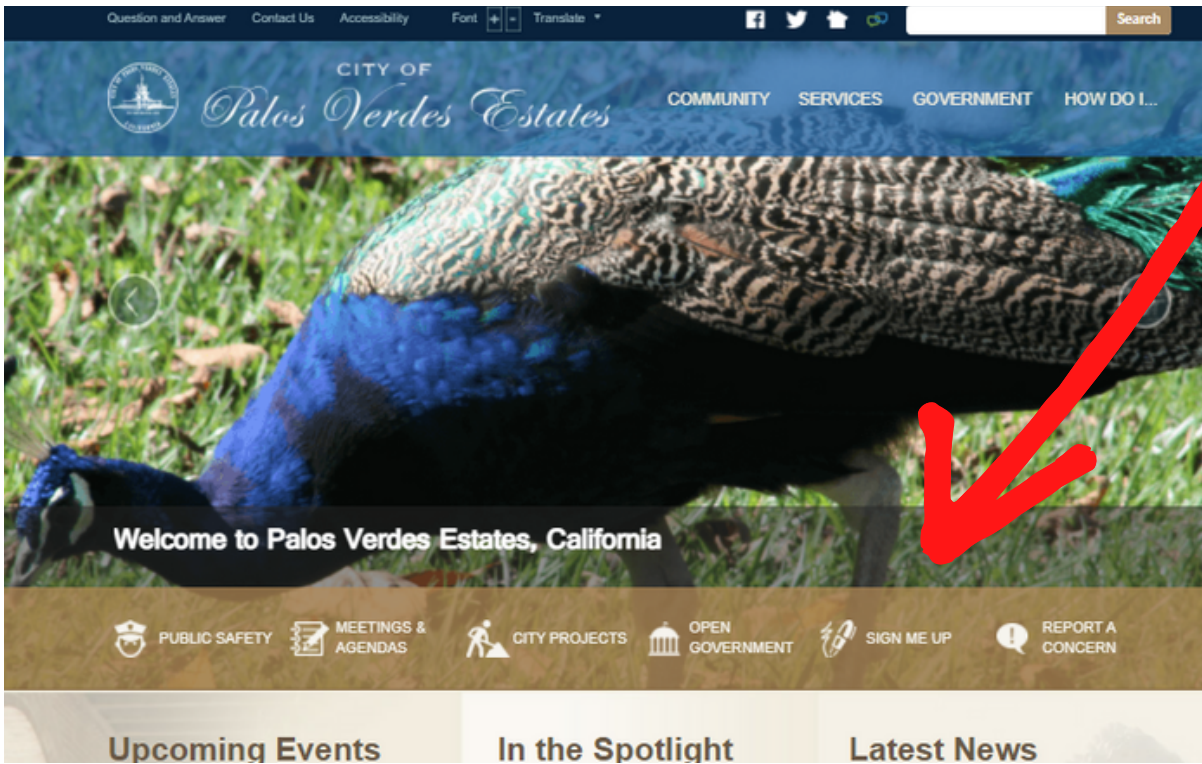 Question and Answer Contact Us Accessibility Font + - Translate Search
CITY OF
Palos Verdes Estates
COMMUNITY SERVICES GOVERNMENT HOW DO I...
Welcome to Palos Verdes Estates, California
PUBLIC SAFETY
MEETINGS &
AGENDAS
CITY PROJECTS
OPEN
GOVERNMENT
SIGN ME UP
REPORT A
CONCERN
Upcoming Events In the Spotlight Latest News